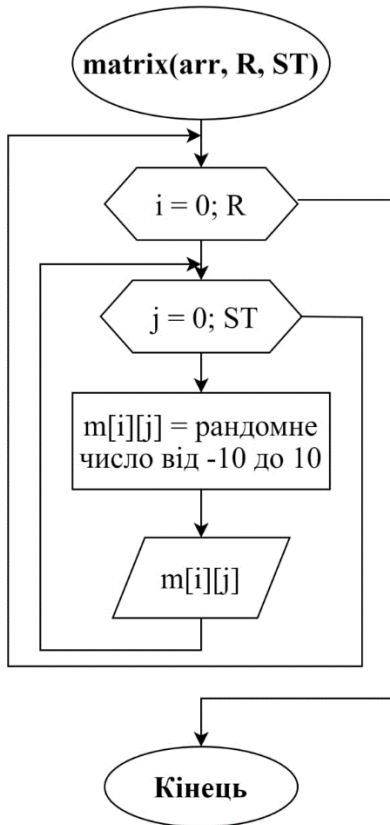 matrix(arr, R, ST)
i = 0; R
j = 0; ST
m[i][j] = рандомне
число від -10 до 10
m[i][j]
Кінець